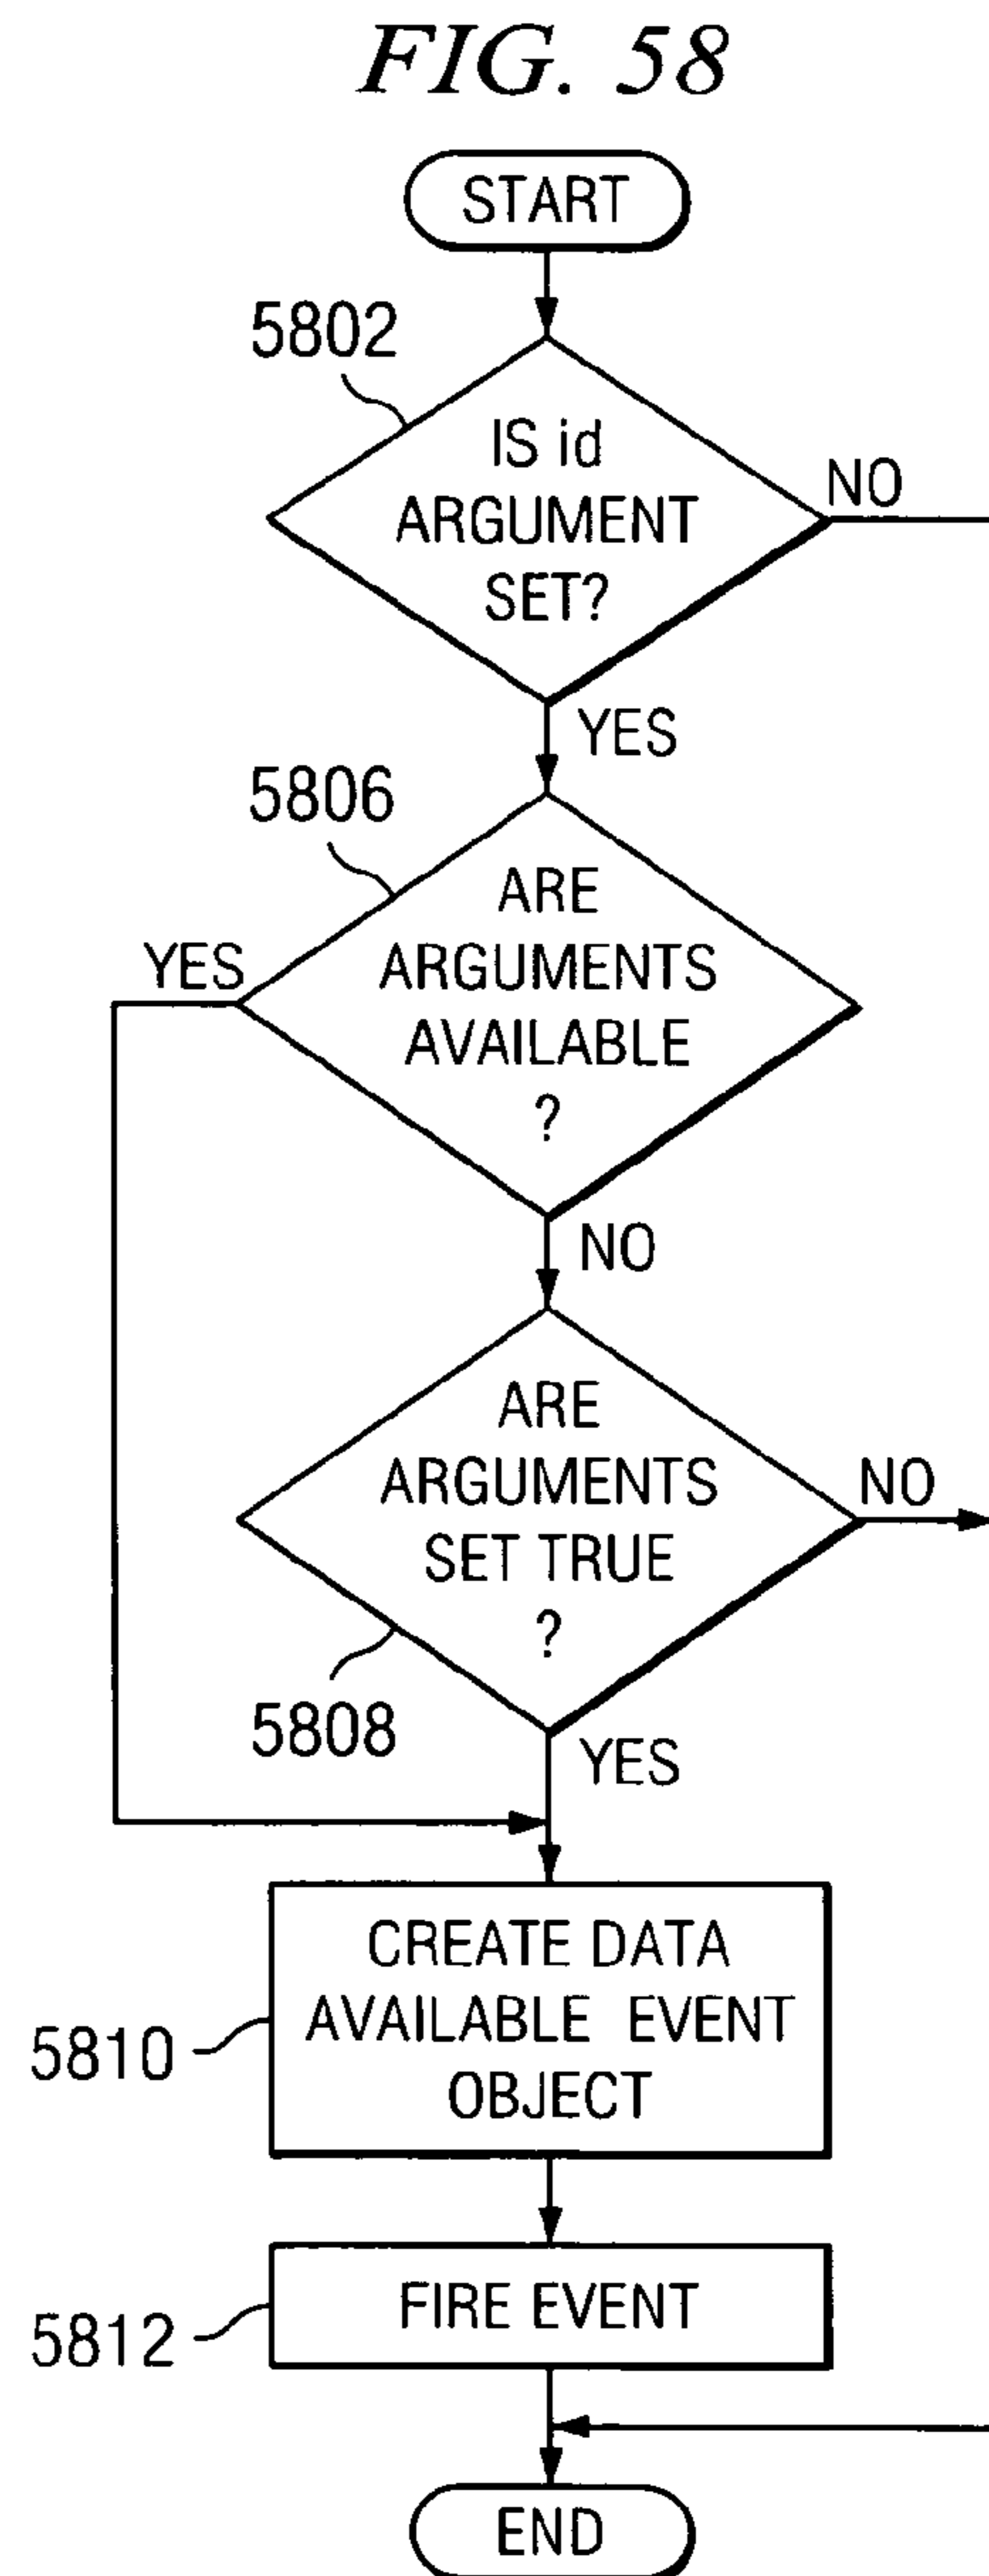 FIG. 58
START
5802
IS id
ARGUMENT
SET?
NO
YES
5806
ARE
ARGUMENTS
AVAILABLE
?
YES
NO
ARE
ARGUMENTS
SET TRUE
?
NO
5808
YES
CREATE DATA
AVAILABLE EVENT
OBJECT
5810
FIRE EVENT
5812
END